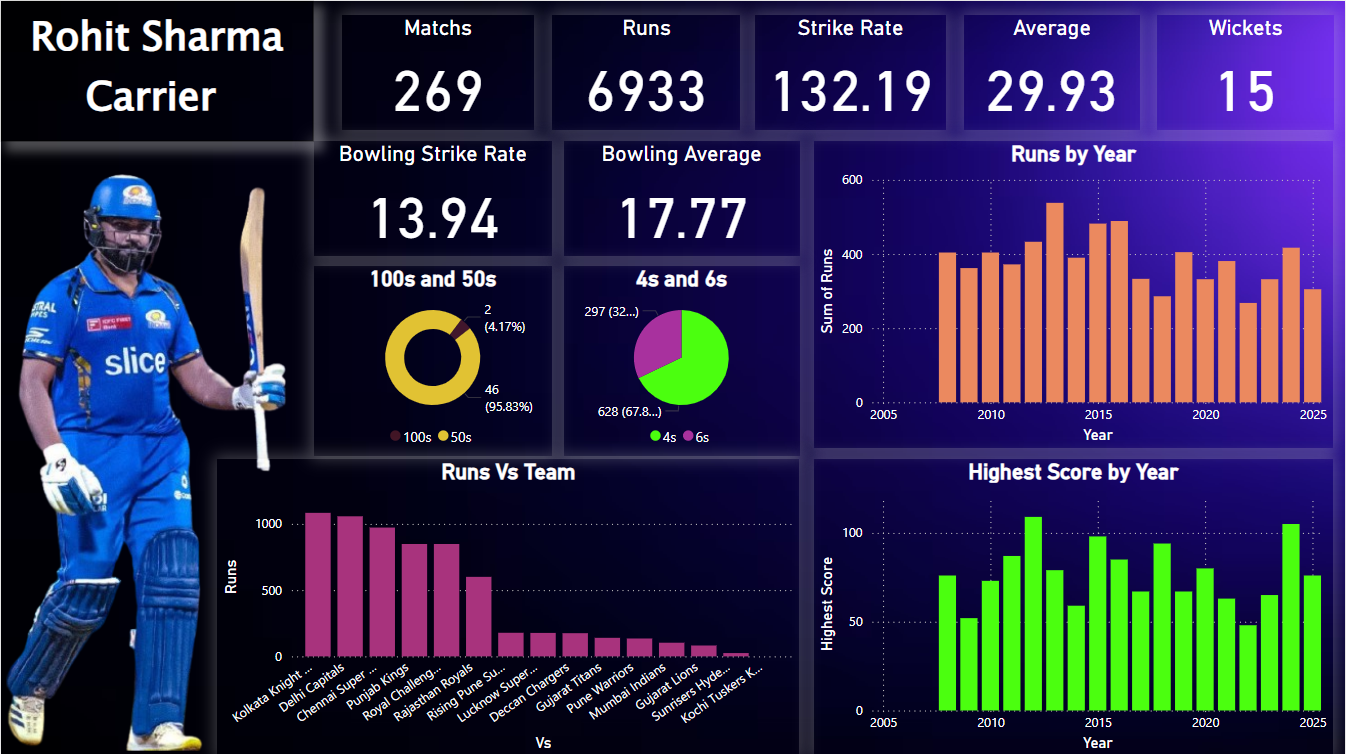 Rohit Sharma
Carrier
Matchs
269
Runs
6933
Strike Rate
132.19
Average
29.93
Wickets
15
Bowling Strike Rate
13.94
Bowling Average
17.77
100s and 50s
2
(4.17%)
46
(95.83%)
100s 50s
4s and 6s
297 (32...)
628 (67.8...)
4s 6s
Runs by Year
Sum of Runs
600
400
200
0
2005 2010 2015 2020 2025
Year
slice
Runs Vs Team
Runs
1000
500
0
Kolkata Knight ...
Delhi Capitals
Chennai Super ...
Punjab Kings
Royal Challeng...
Rajasthan Royals
Rising Pune Su...
Lucknow Super...
Deccan Chargers
Gujarat Titans
Pune Warriors
Mumbai Indians
Gujarat Lions
Sunrisers Hyde...
Kochi Tuskers K...
Vs
Highest Score by Year
Highest Score
100
50
0
2005 2010 2015 2020 2025
Year